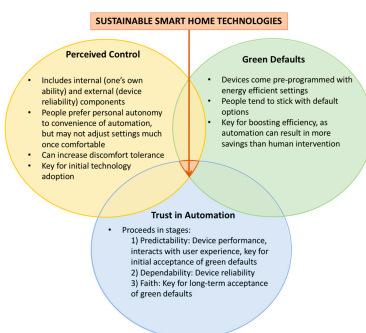 SUSTAINABLE SMART HOME TECHNOLOGIES
Perceived Control
• Includes internal (one's own
ability) and external (device
reliability) components
• People prefer personal autonomy
to convenience of automation,
but may not adjust settings much
once comfortable
• Can increase discomfort tolerance
• Key for initial technology
adoption
Green Defaults
• Devices come pre-programmed with
energy efficient settings
• People tend to stick with default
options
• Key for boosting efficiency, as
automation can result in more
savings than human intervention
Trust in Automation
• Proceeds in stages:
1) Predictability: Device performance,
interacts with user experience, key for
initial acceptance of green defaults
2) Dependability: Device reliability
3) Faith: Key for long-term acceptance
of green defaults